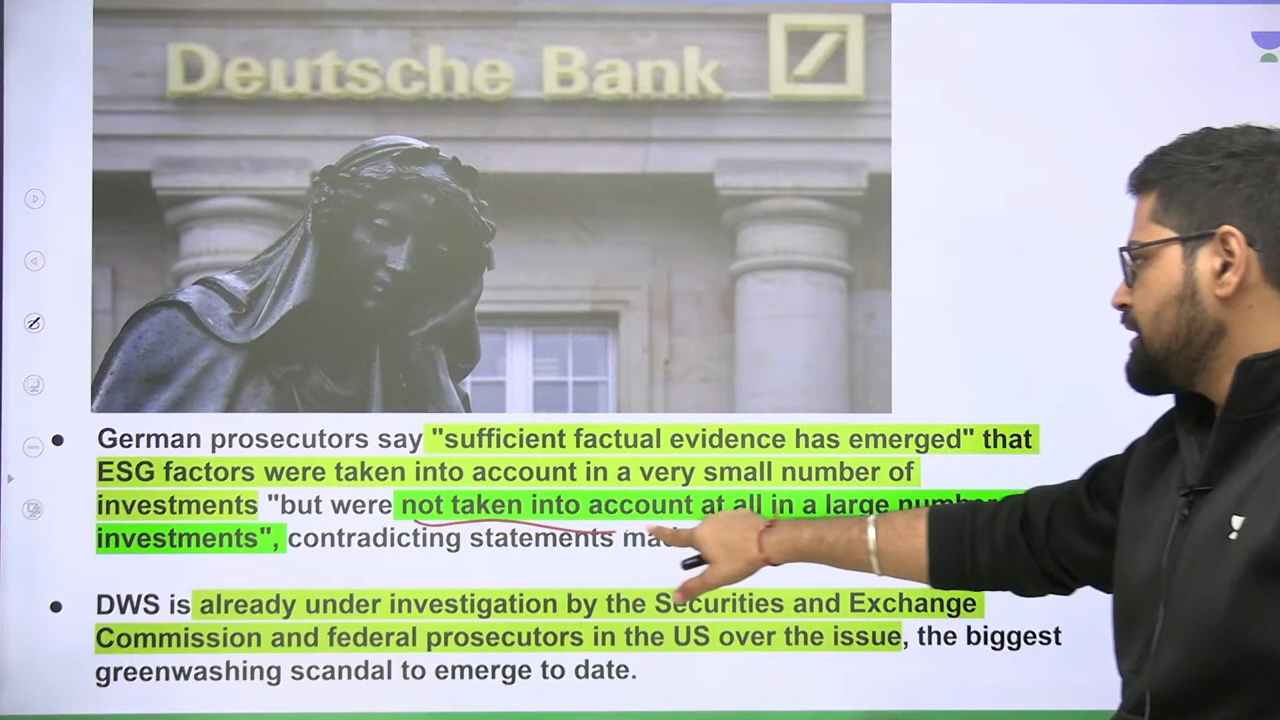 Deutsche Bank
German prosecutors say "sufficient factual evidence has emerged" that
ESG factors were taken into account in a very small number of
investments "but were not taken into account at all in a large
investments", contradicting statements
DWS is already under investigation by the Securities and Exchange
Commission and federal prosecutors in the US over the issue, the biggest
greenwashing scandal to emerge to date.